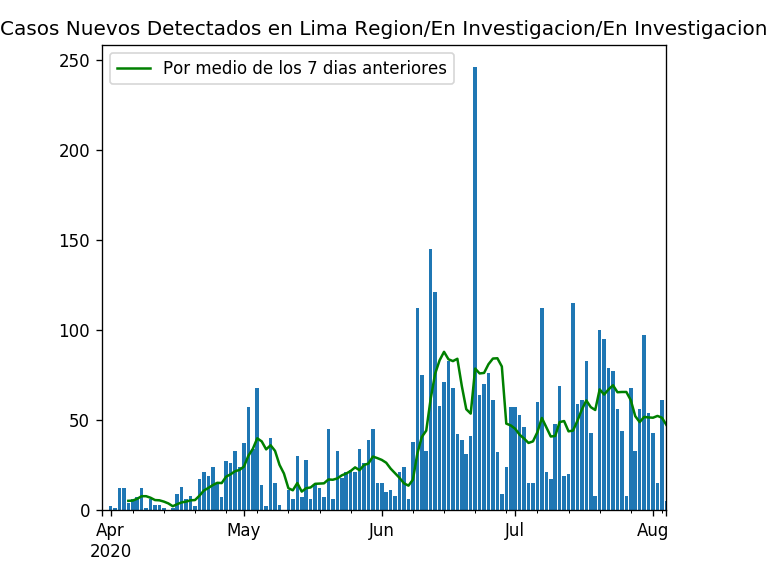 Casos Nuevos Detectados en Lima Region/En Investigacion/En Investigacion
Por medio de los 7 dias anteriores
250
200
150
100
50
0
Apr May Jun Jul Aug
2020